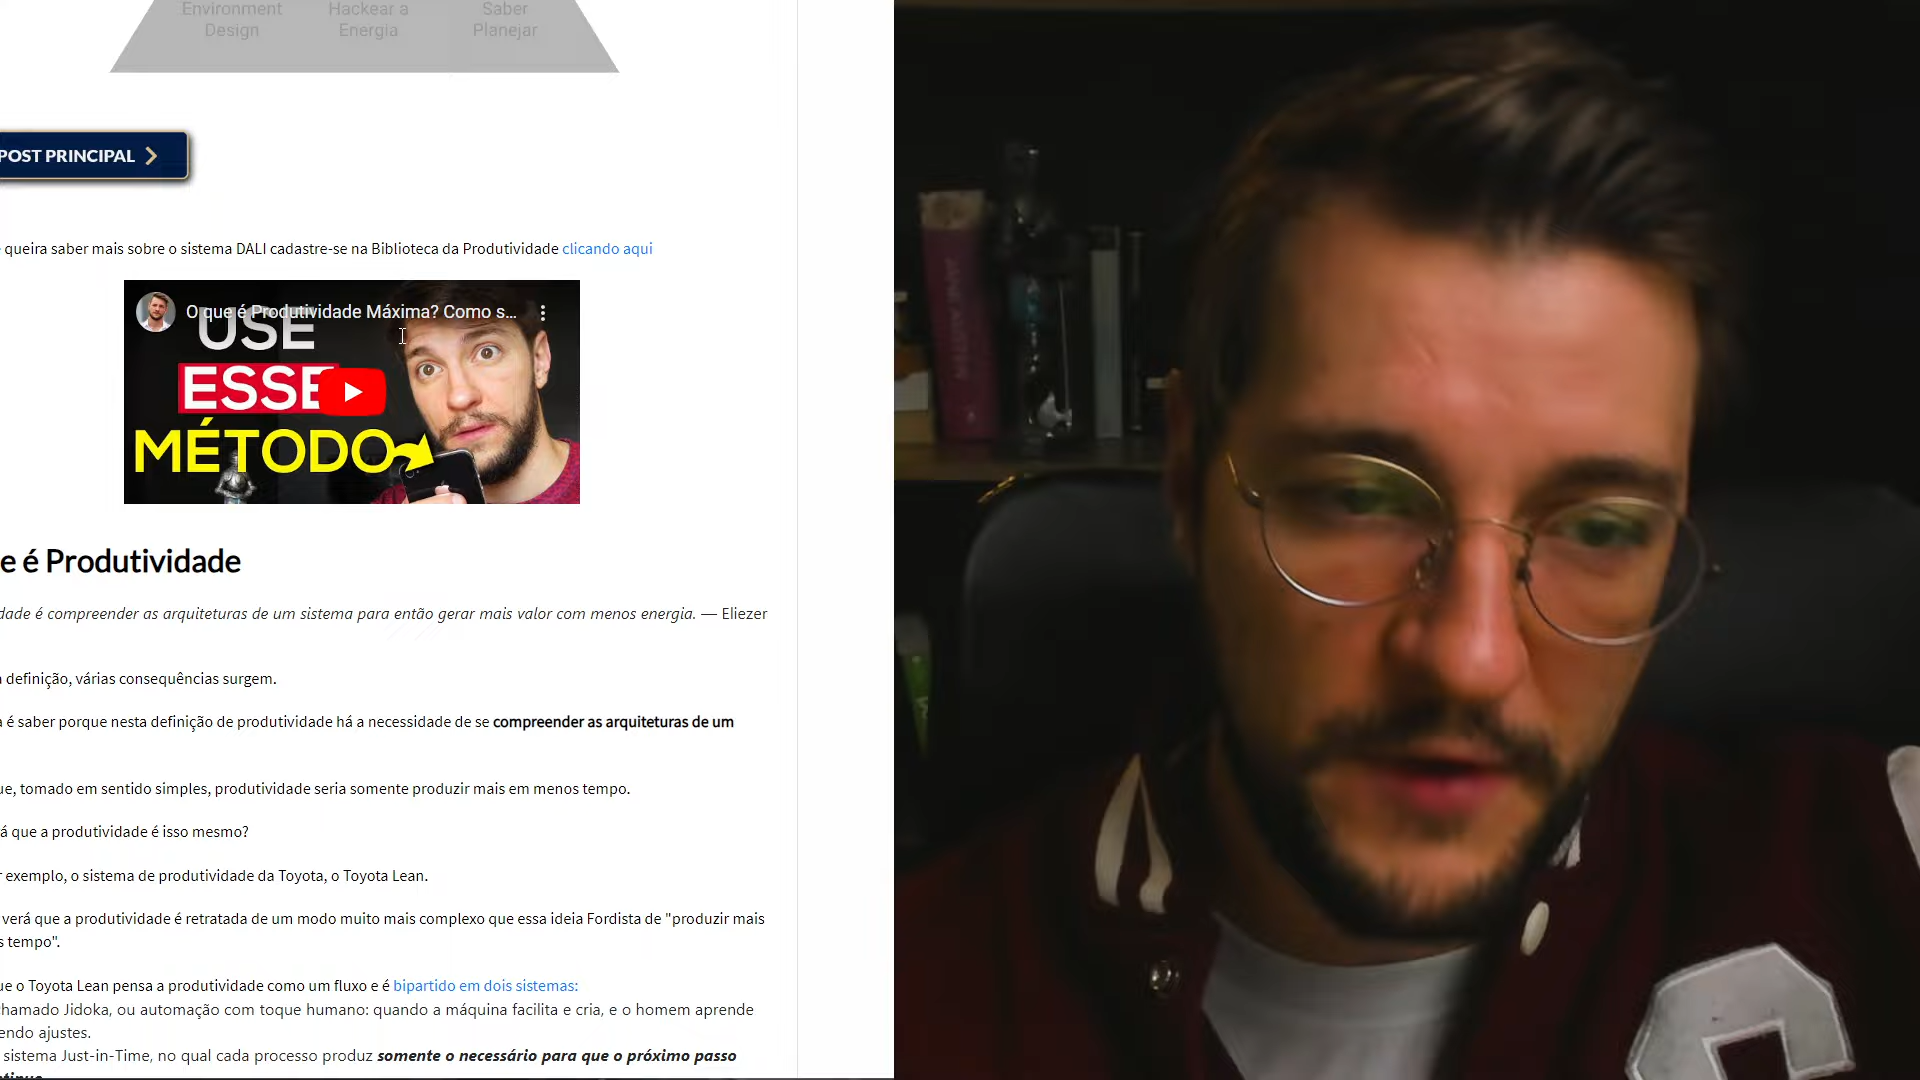 Environment Design
Hackear a Energia
Saber Planejar
POST PRINCIPAL
queira saber mais sobre o sistema DALI cadastre-se na Biblioteca da Produtividade clicando aqui
O que é Produtividade Máxima? Como s...
USE
ESSE
MÉTODO
e é Produtividade
dade é compreender as arquiteturas de um sistema para então gerar mais valor com menos energia. — Eliezer
definição, várias consequências surgem.
a é saber porque nesta definição de produtividade há a necessidade de se compreender as arquiteturas de um
ue, tomado em sentido simples, produtividade seria somente produzir mais em menos tempo.
á que a produtividade é isso mesmo?
r exemplo, o sistema de produtividade da Toyota, o Toyota Lean.
verá que a produtividade é retratada de um modo muito mais complexo que essa ideia Fordista de "produzir mais
s tempo".
ue o Toyota Lean pensa a produtividade como um fluxo e é bipartido em dois sistemas:
chamado Jidoka, ou automação com toque humano: quando a máquina facilita e cria, e o homem aprende
endo ajustes.
sistema Just-in-Time, no qual cada processo produz somente o necessário para que o próximo passo